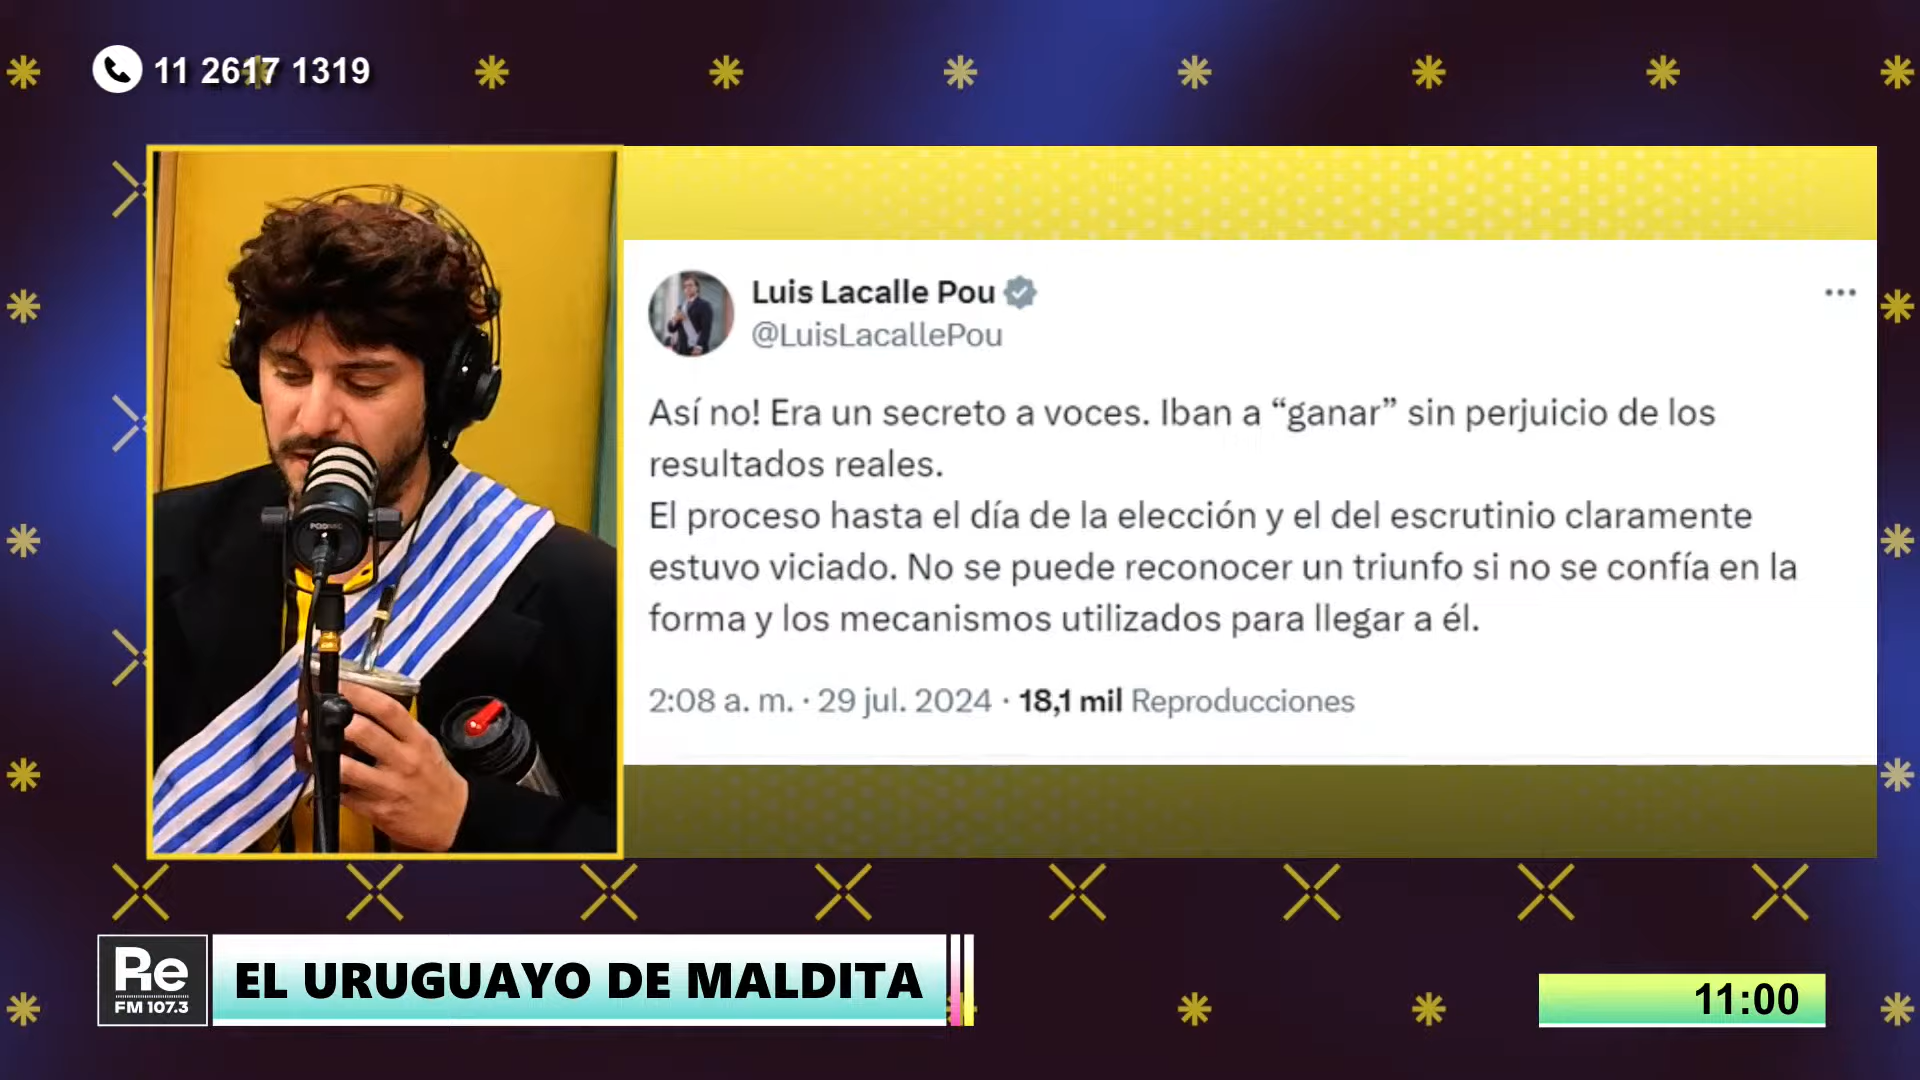 11 2617 1319
Luis Lacalle Pou
@LuisLacallePou
Así no! Era un secreto a voces. Iban a “ganar” sin perjuicio de los
resultados reales.
El proceso hasta el día de la elección y el del escrutinio claramente
estuvo viciado. No se puede reconocer un triunfo si no se confía en la
forma y los mecanismos utilizados para llegar a él.
2:08 a. m. · 29 jul. 2024 · 18,1 mil Reproducciones
PODMIC
Re
FM 107.3
EL URUGUAYO DE MALDITA
11:00